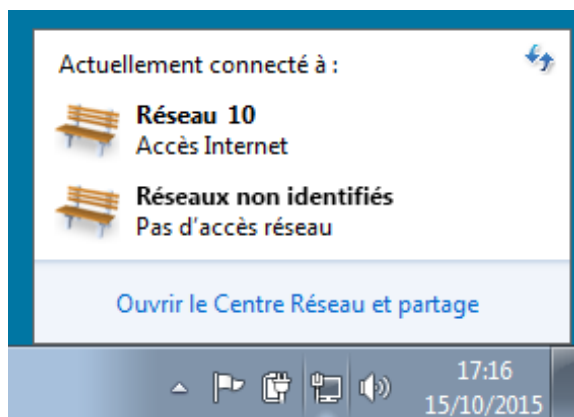 Actuellement connecté à :
Réseau 10
Accès Internet
Réseaux non identifiés
Pas d'accès réseau
Ouvrir le Centre Réseau et partage
17:16
15/10/2015